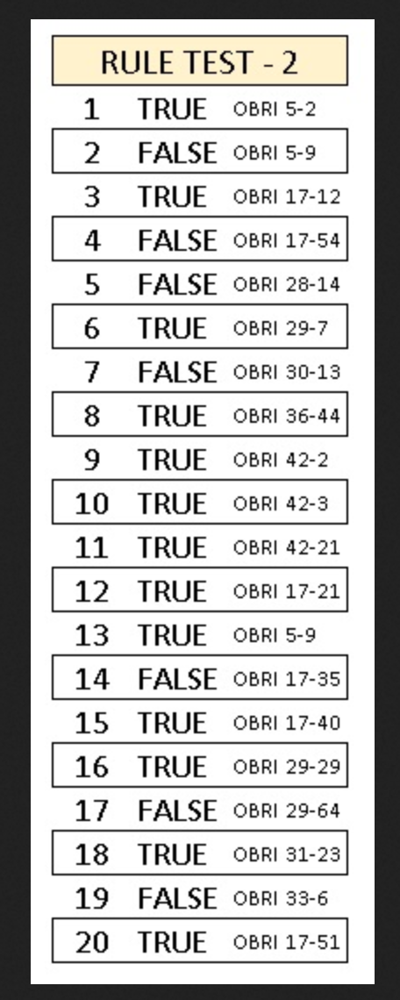 RULE TEST - 2
1 TRUE OBRI 5-2
2 FALSE OBRI 5-9
3 TRUE OBRI 17-12
4 FALSE OBRI 17-54
5 FALSE OBRI 28-14
6 TRUE OBRI 29-7
7 FALSE OBRI 30-13
8 TRUE OBRI 36-44
9 TRUE OBRI 42-2
10 TRUE OBRI 42-3
11 TRUE OBRI 42-21
12 TRUE OBRI 17-21
13 TRUE OBRI 5-9
14 FALSE OBRI 17-35
15 TRUE OBRI 17-40
16 TRUE OBRI 29-29
17 FALSE OBRI 29-64
18 TRUE OBRI 31-23
19 FALSE OBRI 33-6
20 TRUE OBRI 17-51